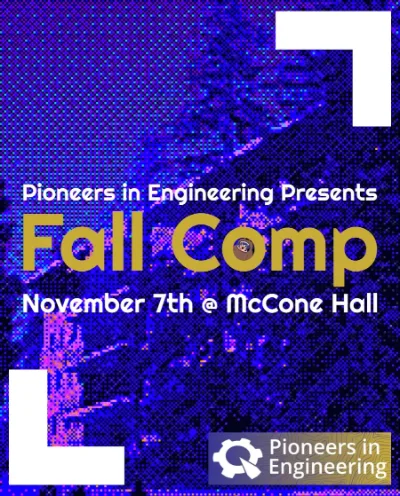 Pioneers in Engineering Presents
Fall Comp
November 7th @ McCone Hall
Pioneers in
Engineering